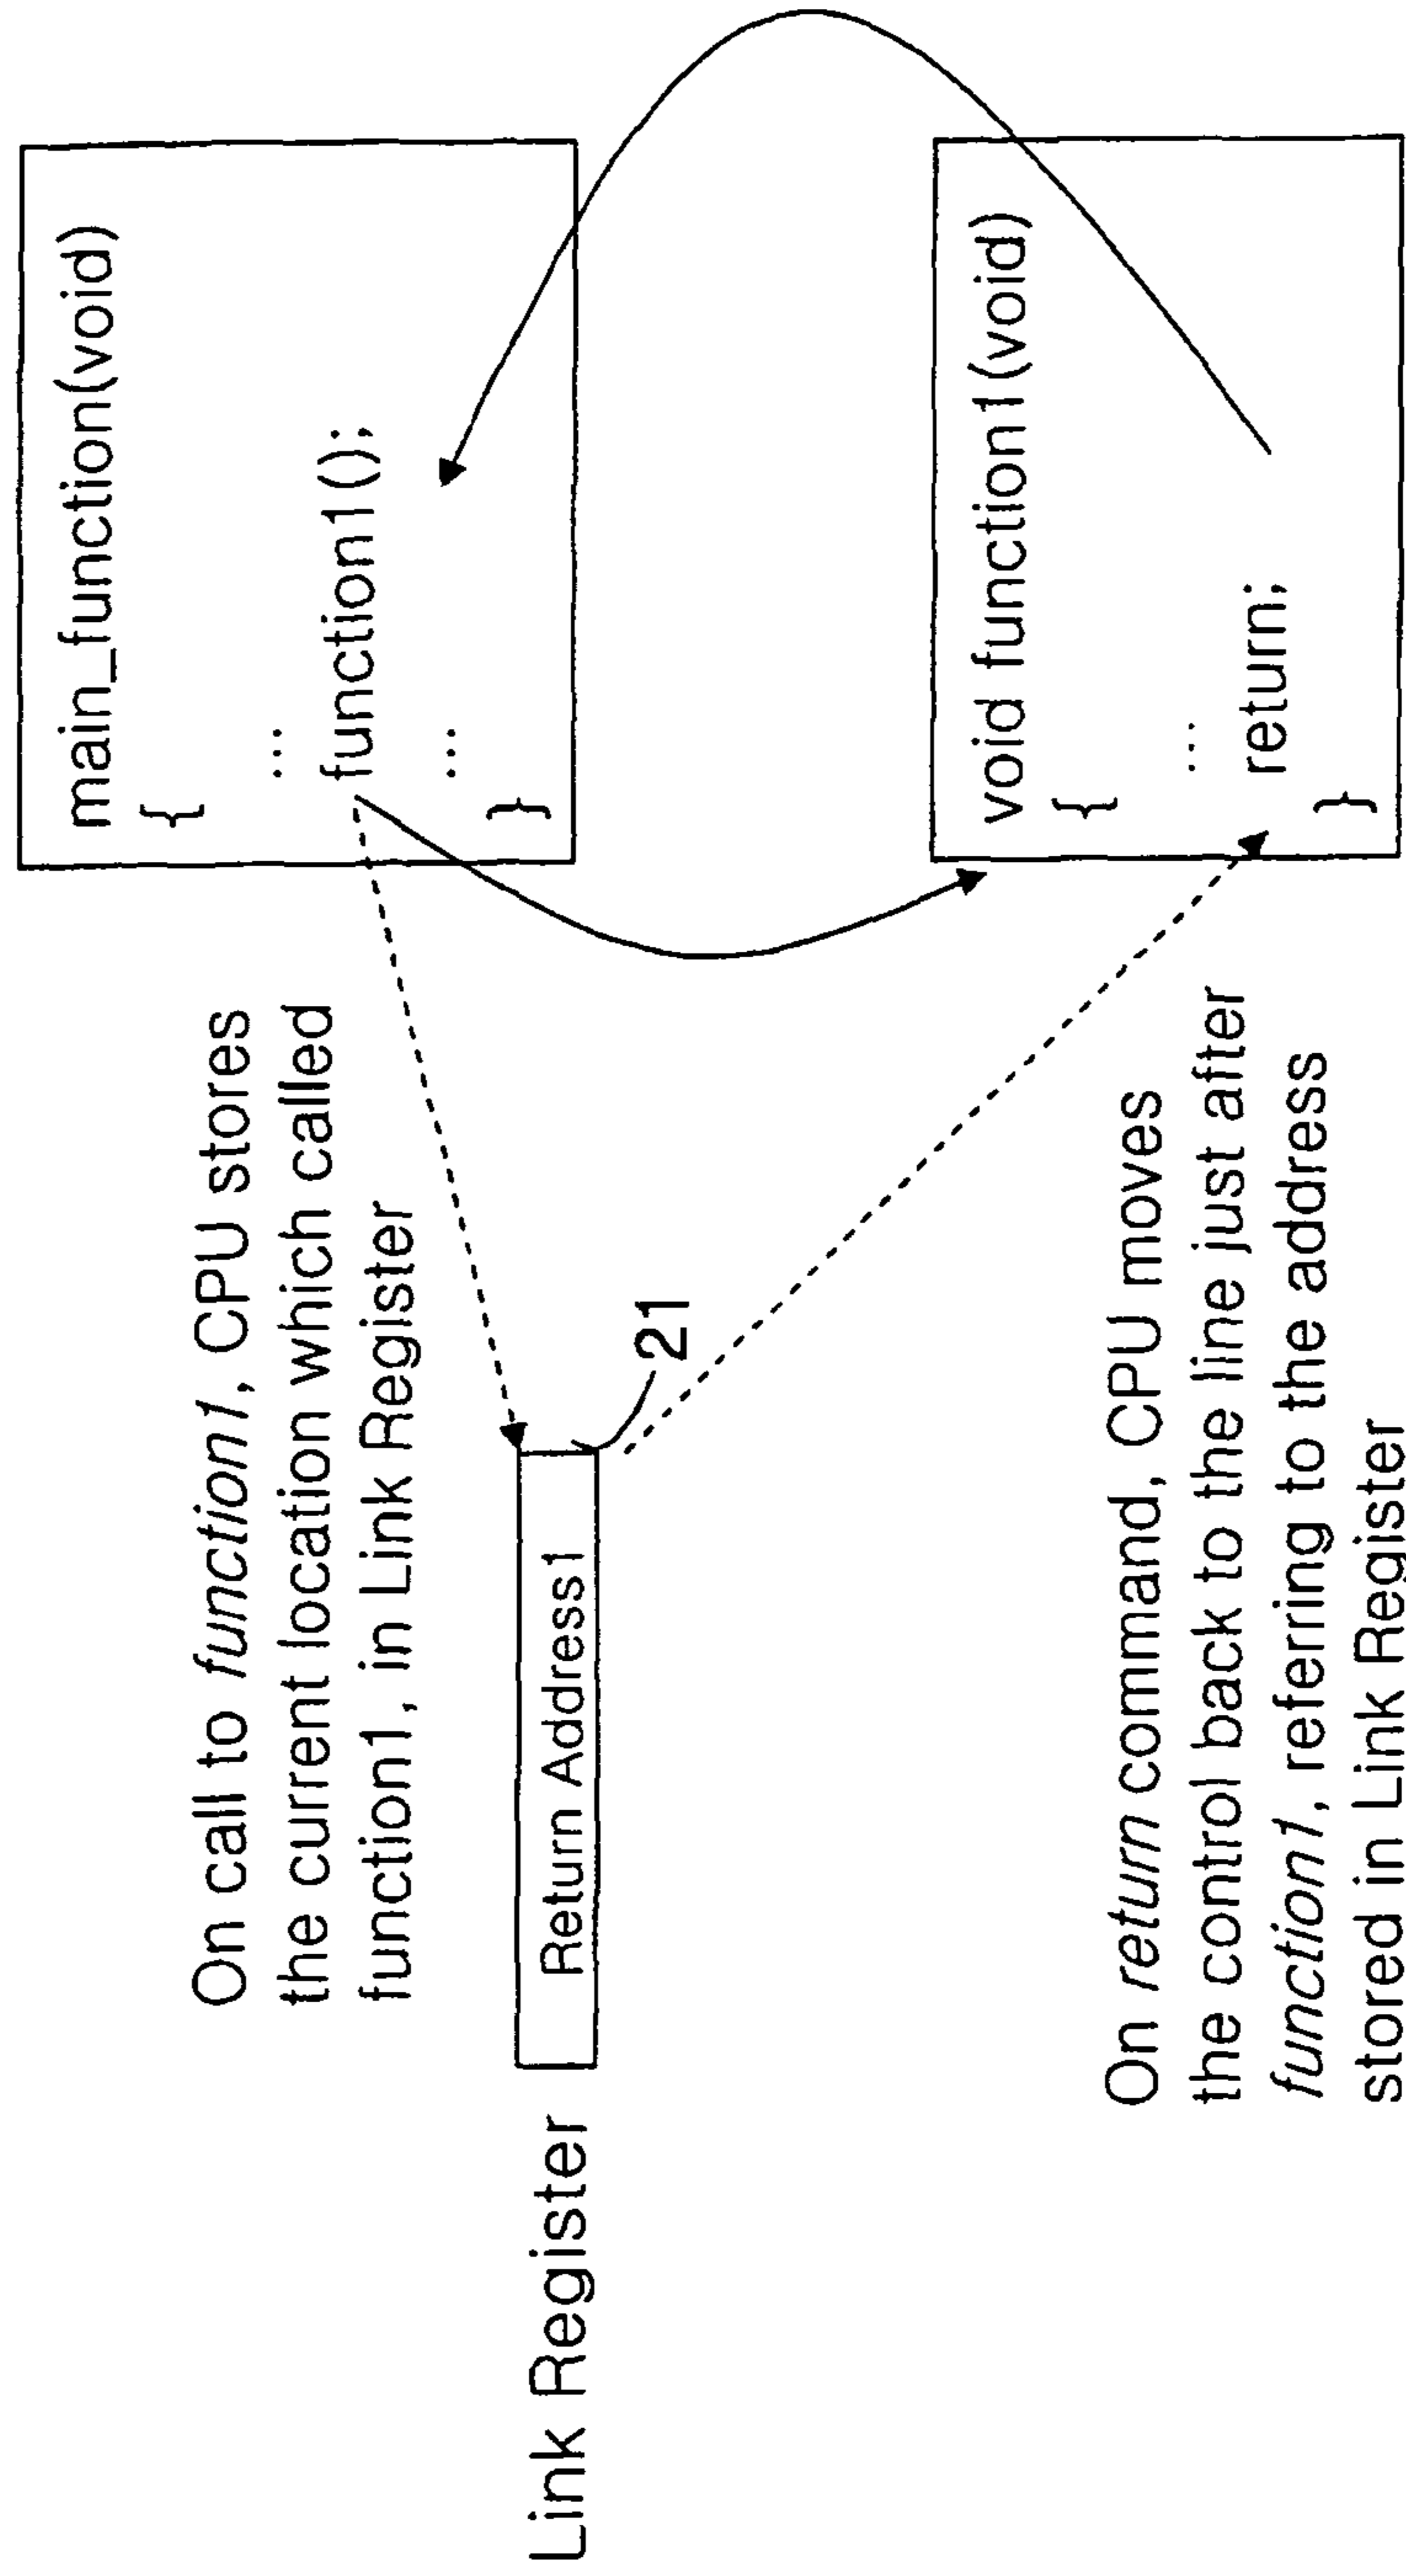 main_function(void)
{
...
function1();
...
}
On call to function1, CPU stores
the current location which called
function1, in Link Register
Link Register
Return Address1
21
void function1(void)
{
...
return;
}
On return command, CPU moves
the control back to the line just after
function1, referring to the address
stored in Link Register